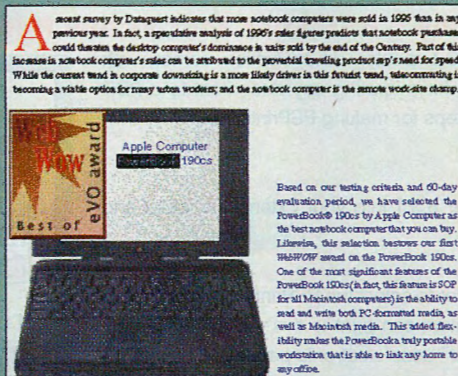 A recent survey by Dataquest indicates that more notebook computers were sold in 1995 than in any
previous year. In fact, a speculative analysis of 1996's sales figures predicts that notebook purchases
could threaten the desktop computer's dominance in units sold by the end of the Century. Part of this
increase in notebook computer's sales can be attributed to the proverbial traveling product rep's need for speed.
While the current trend in corporate downsizing is a more likely driver in this futurist trend, telecommuting is
becoming a viable option for many urban workers; and the notebook computer is the remote work-site champ.
Web
Wow
Best of
eVO award
Apple Computer
PowerBook 190cs
Based on our testing criteria and 60-day
evaluation period, we have selected the
PowerBook® 190cs by Apple Computer as
the best notebook computer that you can buy.
Likewise, this selection bestows our first
WebWOW award on the PowerBook 190cs.
One of the most significant features of the
PowerBook 190cs (in fact, this feature is SOP
for all Macintosh computers) is the ability to
read and write both PC-formatted media, as
well as Macintosh media. This added flex-
ibility makes the PowerBook a truly portable
workstation that is able to link any home to
any office.